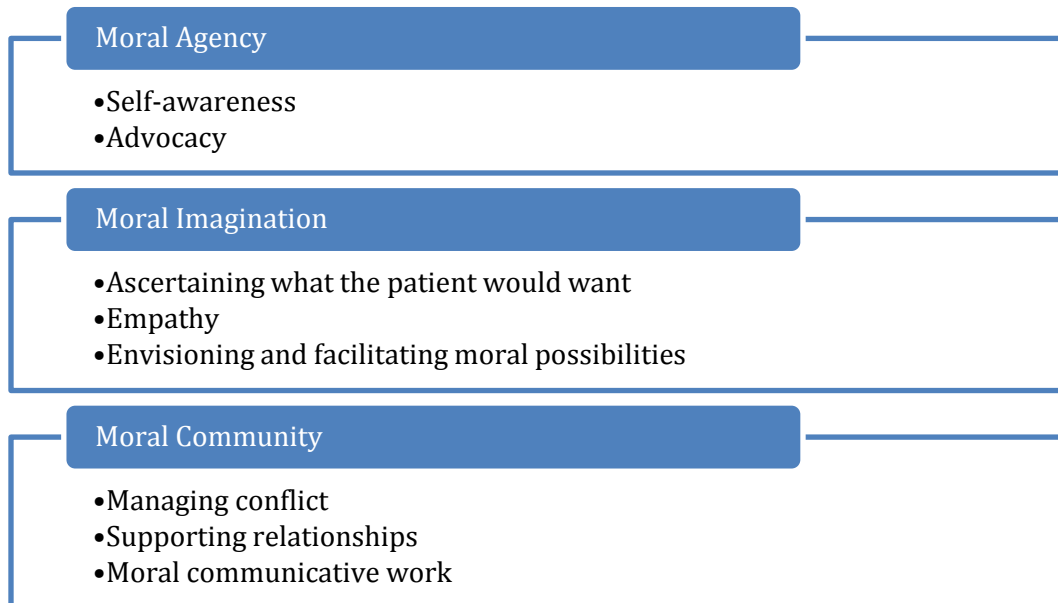 Moral Agency
•Self-awareness
•Advocacy
Moral Imagination
•Ascertaining what the patient would want
•Empathy
•Envisioning and facilitating moral possibilities
Moral Community
•Managing conflict
•Supporting relationships
•Moral communicative work